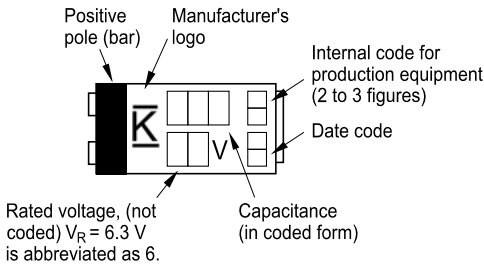 Positive
pole (bar)
Manufacturer's
logo
Internal code for
production equipment
(2 to 3 figures)
Date code
K
V
Rated voltage, (not
coded) VR = 6.3 V
is abbreviated as 6.
Capacitance
(in coded form)